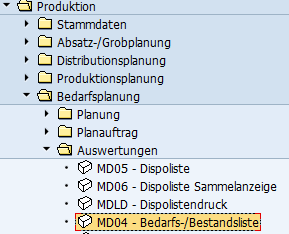 Produktion
Stammdaten
Absatz-/Grobplanung
Distributionsplanung
Produktionsplanung
Bedarfsplanung
Planung
Planauftrag
Auswertungen
MD05 - Dispoliste
MD06 - Dispoliste Sammelanzeige
MDLD - Dispolistendruck
MD04 - Bedarfs-/Bestandsliste